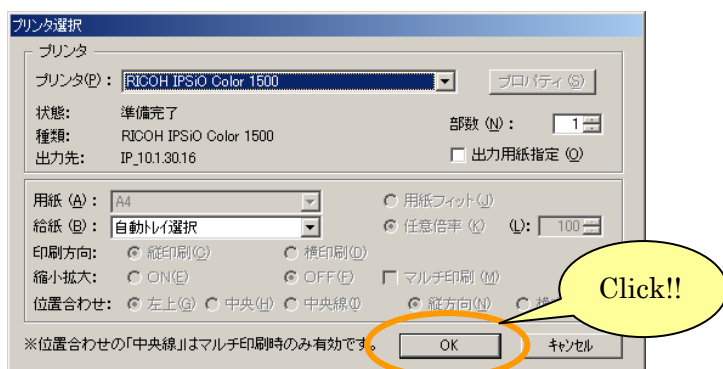 プリンタ選択
プリンタ
プリンタ(P)： RICOH IPSiO Color 1500 プロパティ(S)
状態： 準備完了 部数(N)： 1
種類： RICOH IPSiO Color 1500
出力先： IP_10.1.30.16 出力用紙指定(O)
用紙(A)： A4 用紙フィット(J)
給紙(B)： 自動トレイ選択 任意倍率(K) (L)： 100
印刷方向： 縦印刷(C) 横印刷(D)
縮小拡大： ON(E) OFF(F) マルチ印刷(M)
位置合わせ： 左上(G) 中央(H) 中央線(I) 縦方向(N)
Click!!
※位置合わせの「中央線」はマルチ印刷時のみ有効です。 OK キャンセル